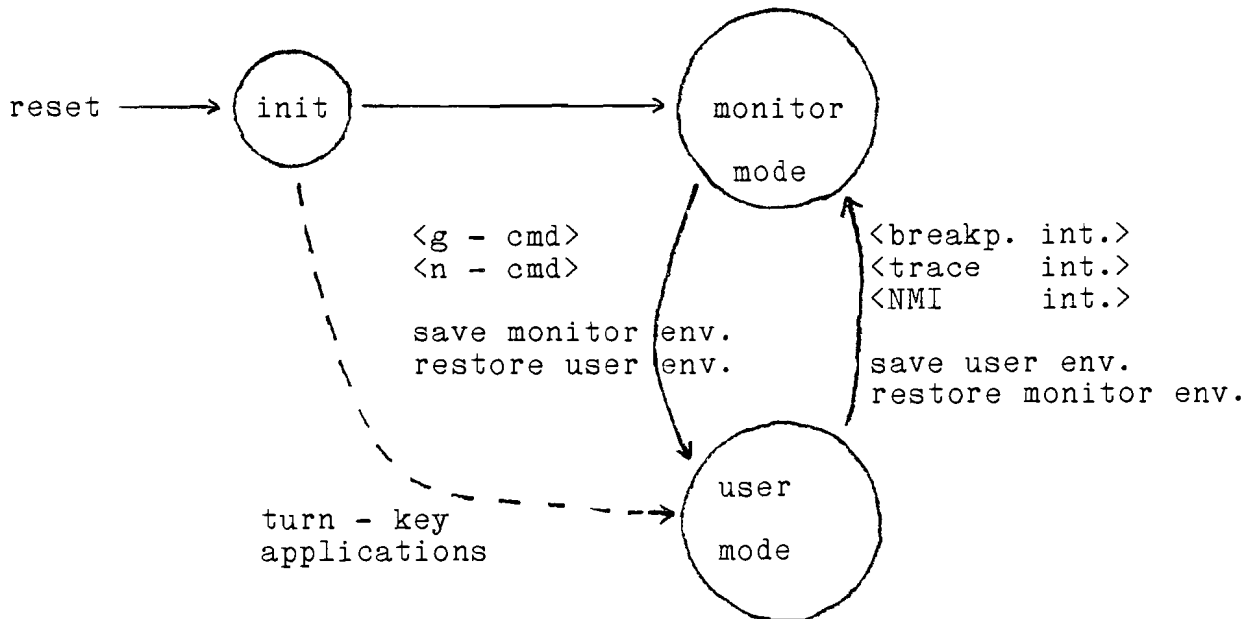 reset
init
monitor
mode
<g - cmd>
<n - cmd>
save monitor env.
restore user env.
<breakp. int.>
<trace    int.>
<NMI      int.>
save user env.
restore monitor env.
turn - key
applications
user
mode